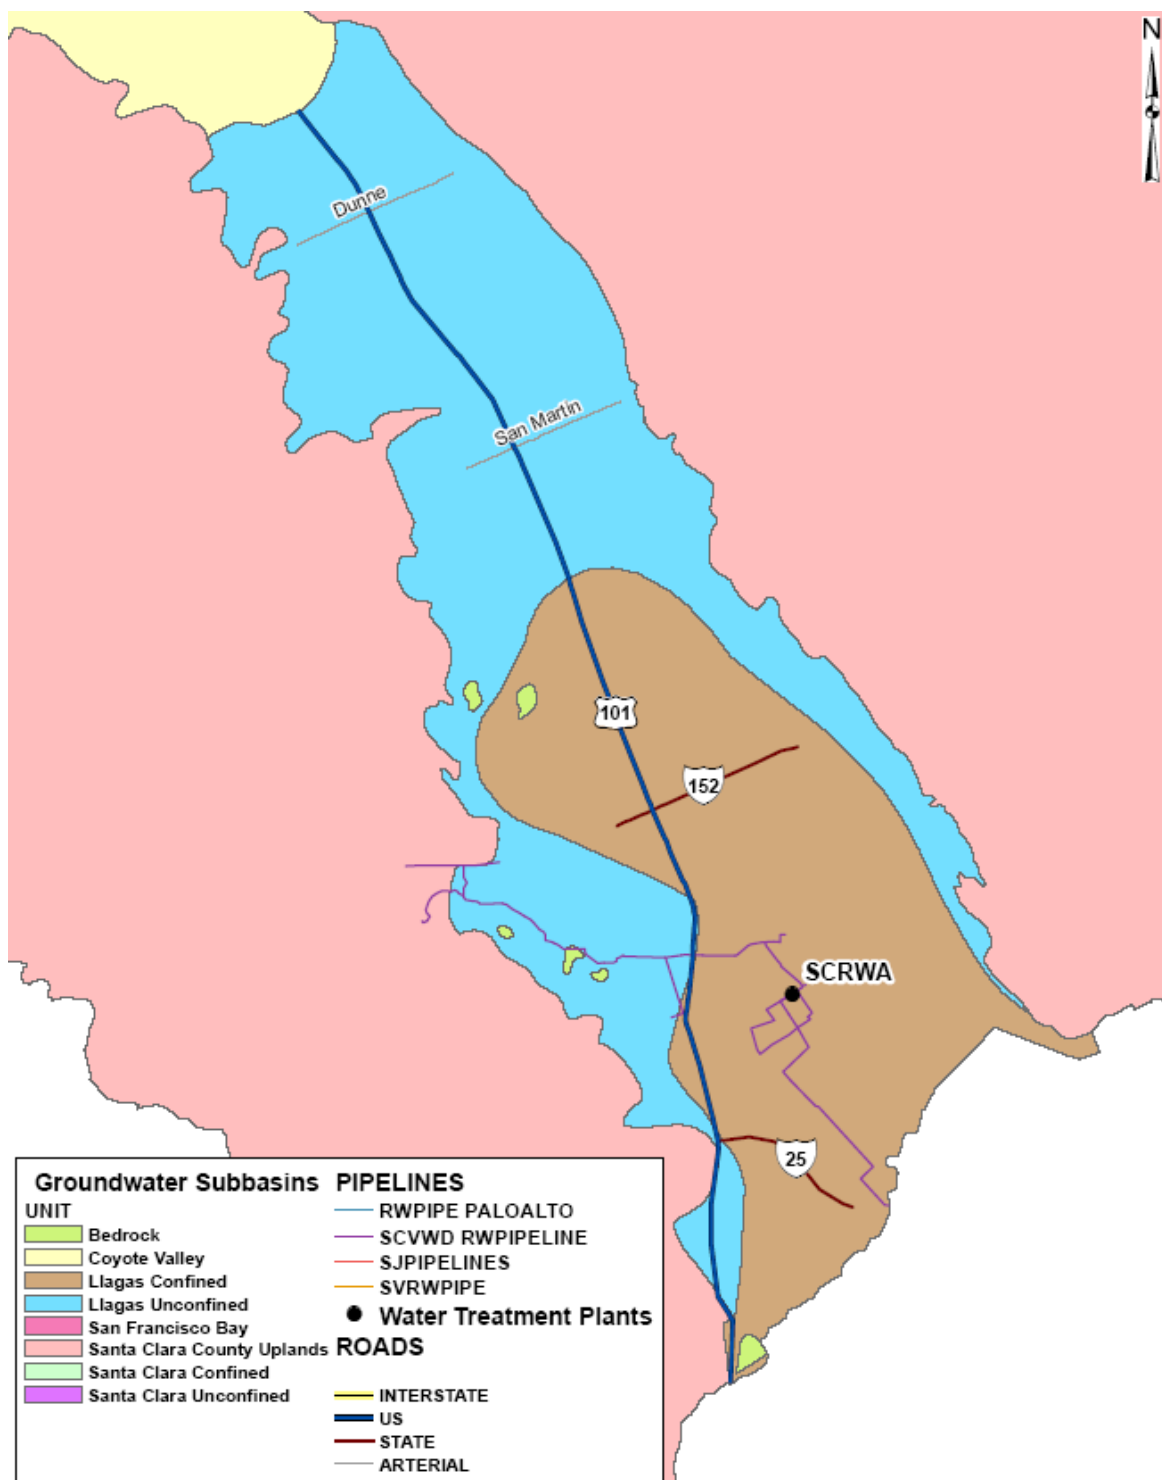 N
Dunne
San Martin
101
152
SCRWA
25
Groundwater Subbasins
UNIT
Bedrock
Coyote Valley
Llagas Confined
Llagas Unconfined
San Francisco Bay
Santa Clara County Uplands
Santa Clara Confined
Santa Clara Unconfined
PIPELINES
RWPIPE PALOALTO
SCVWD RWPIPELINE
SJPIPELINES
SVRWPIPE
Water Treatment Plants
ROADS
INTERSTATE
US
STATE
ARTERIAL